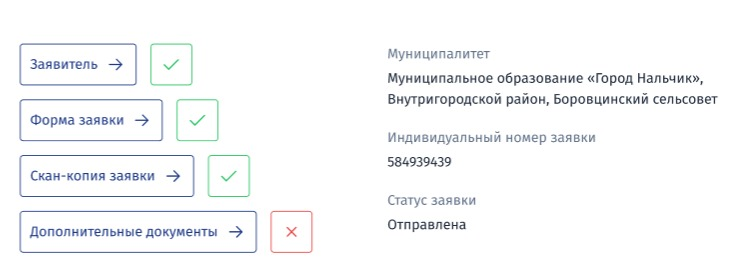 Заявитель
Форма заявки
Скан-копия заявки
Дополнительные документы
Муниципалитет
Муниципальное образование «Город Нальчик»,
Внутригородской район, Боровцинский сельсовет
Индивидуальный номер заявки
584939439
Статус заявки
Отправлена